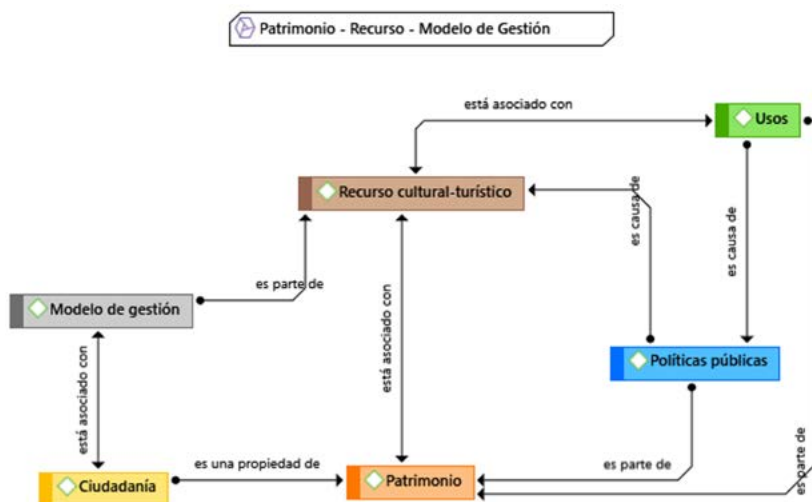 Patrimonio - Recurso - Modelo de Gestión
está asociado con
Usos
Recurso cultural-turístico
es causa de
es causa de
es parte de
Modelo de gestión
está asociado con
está asociado con
Políticas públicas
es una propiedad de
es parte de
es parte de
Ciudadanía
Patrimonio